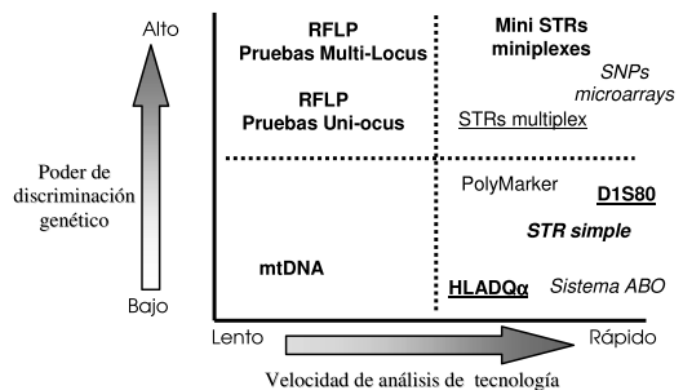 Alto
RFLP
Pruebas Multi-Locus
Mini STRs
miniplexes
SNPs
microarrays
RFLP
Pruebas Uni-ocus
STRs multiplex
Poder de
discriminación
genético
PolyMarker
D1S80
STR simple
mtDNA
HLADQα
Sistema ABO
Bajo
Lento
Rápido
Velocidad de análisis de tecnología